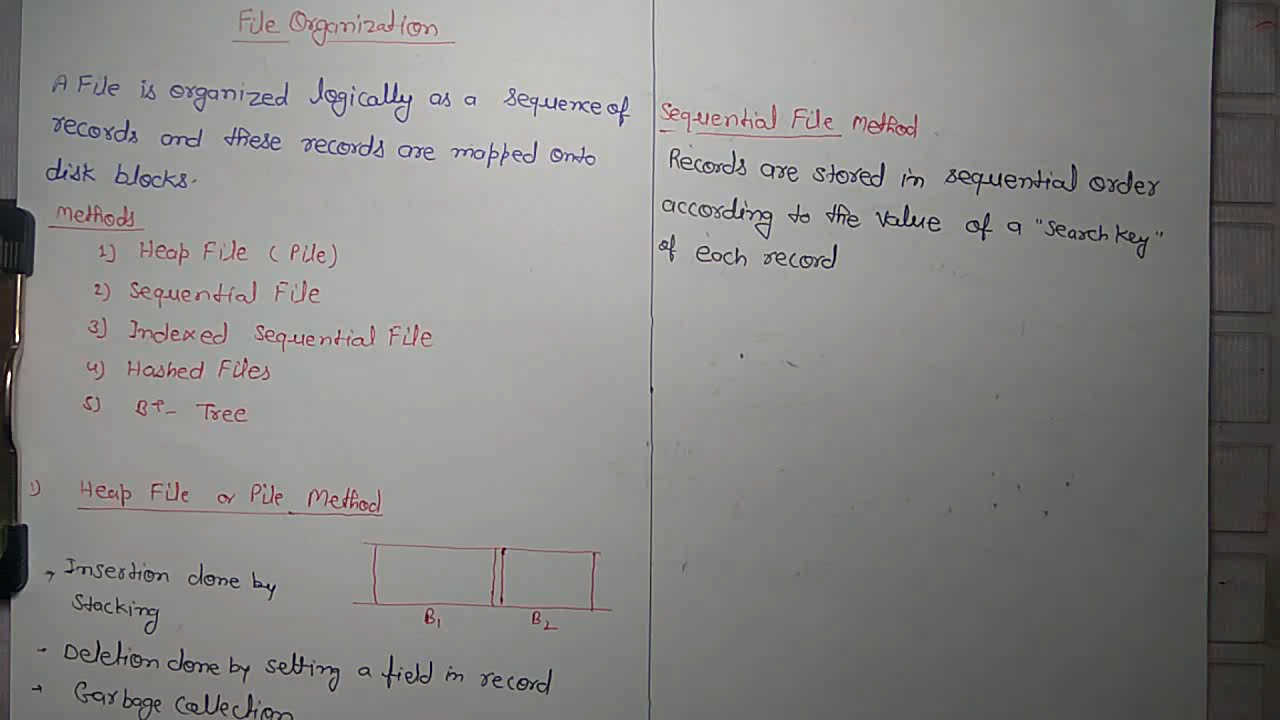 File Organization
A File is organized logically as a sequence of
records and these records are mapped onto
disk blocks.
Methods
1) Heap File (Pile)
2) Sequential File
3) Indexed Sequential File
4) Hashed Files
5) B+- Tree
1) Heap File or Pile Method
→ Insertion done by
Stacking
B1 B2
- Deletion done by setting a field in record
→ Garbage Collection
Sequential File Method
Records are stored in sequential order
according to the value of a "Search Key"
of each record